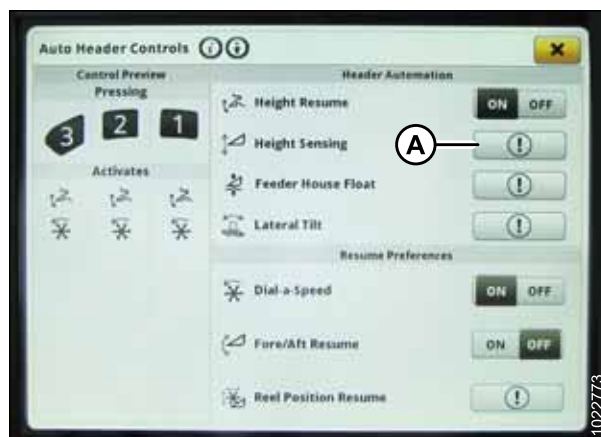 Auto Header Controls
Control Preview
Pressing
3 2 1
Activates
Header Automation
Height Resume ON OFF
A
Height Sensing !
Feeder House Float !
Lateral Tilt !
Resume Preferences
Dial-a-Speed ON OFF
Fore/Aft Resume ON OFF
Reel Position Resume !
1022773